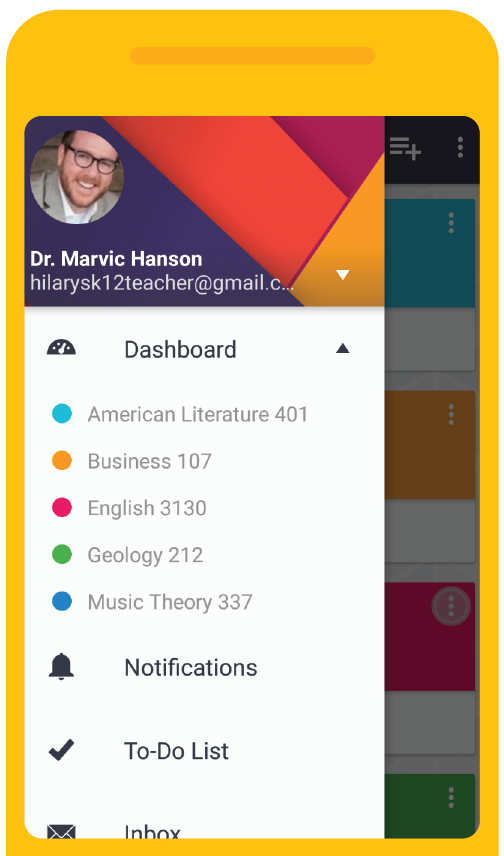 Dr. Marvic Hanson
hilarysk12teacher@gmail.c...
Dashboard
American Literature 401
Business 107
English 3130
Geology 212
Music Theory 337
Notifications
To-Do List
Inbox